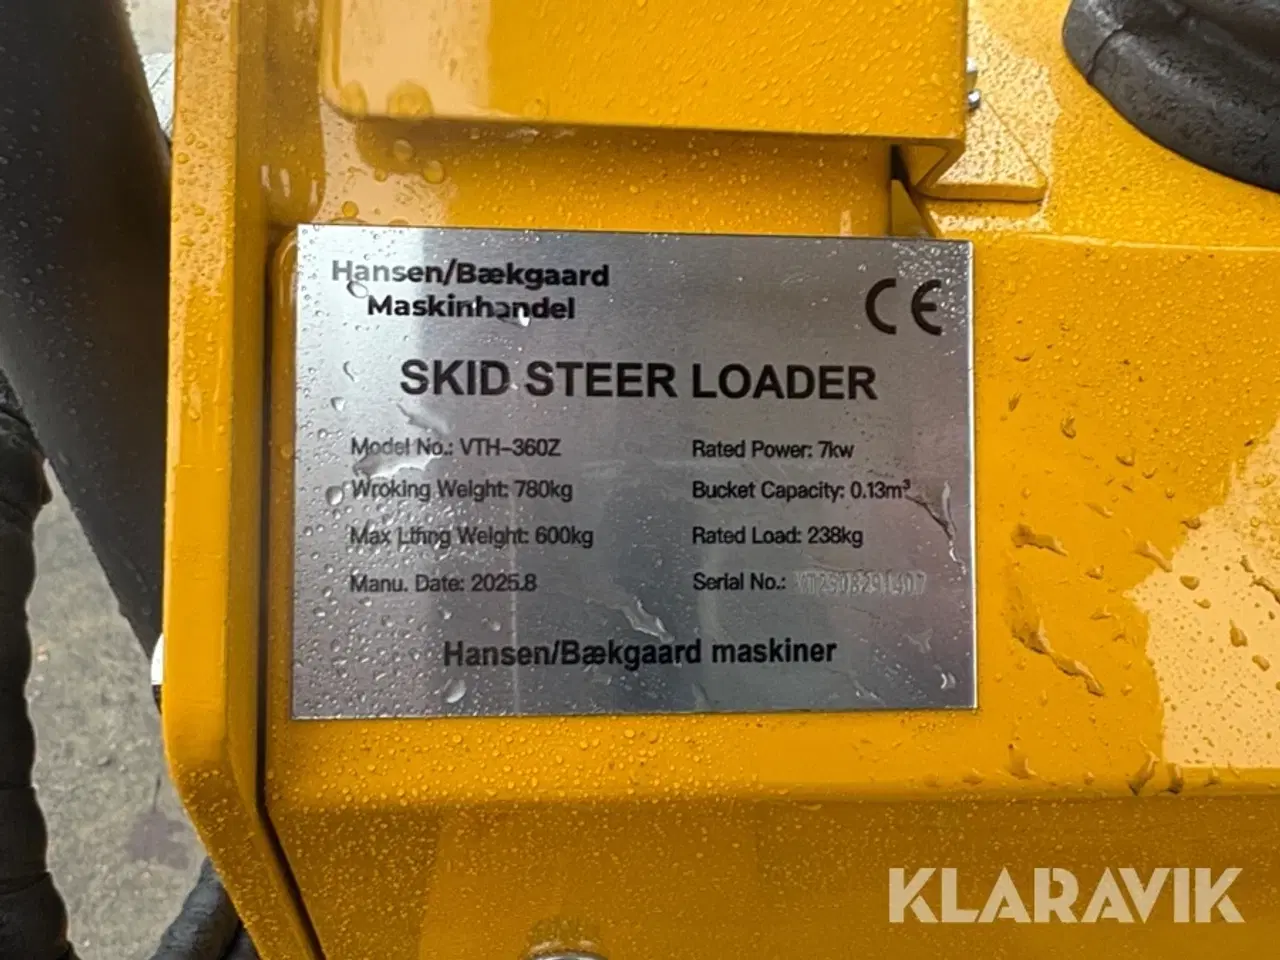 Hansen/Bækgaard
Maskinhandel
CE
SKID STEER LOADER
Model No.: VTH-360Z
Rated Power: 7kw
Wroking Weight: 780kg
Bucket Capacity: 0.13m³
Max Lfing Weight: 600kg
Rated Load: 238kg
Manu. Date: 2025.8
Serial No.:
Hansen/Bækgaard maskiner
KLARAVIK